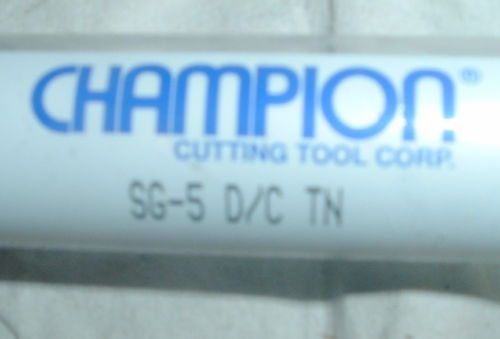 CHAMPION®
CUTTING TOOL CORP.
SG-5 D/C TN